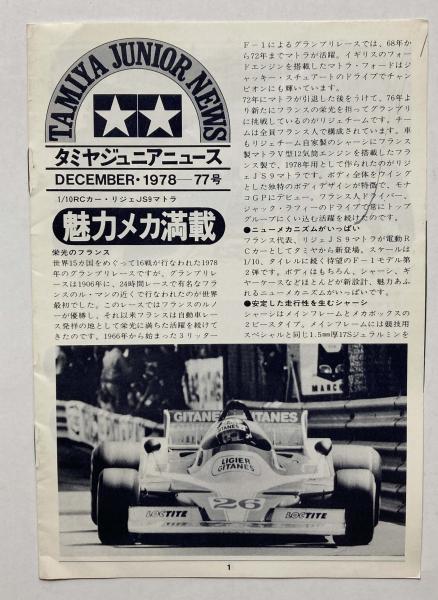 TAMIYA JUNIOR NEWS
タミヤジュニアニュース
DECEMBER・1978—77号
1/10RCカー・リジェJS9マトラ
魅力メカ満載
栄光のフランス
世界15カ国をめぐって16戦が行なわれた1978
年のグランプリレースですが、グランプリレー
スは1906年に、24時間レースで有名なフラ
ンスのル・マンの近くで行なわれたのが世界
最初でした。このレースではフランスのルノ
ーが優勝し、それ以来フランスは自動車レー
ス発祥の地として栄光に満ちた活躍を続けて
きたのです。1966年から始まった3リッター
F-1によるグランプリレースでは、68年か
ら72年までマトラが活躍。イギリスのフォー
ドエンジンを搭載したマトラ・フォードはジ
ャッキー・スチュアートのドライブでチャン
ピオンにも輝いています。
72年にマトラが引退した後をうけて、76年よ
り新たにフランスの栄光を担ってグランプリ
に挑戦しているのがリジェチームです。チー
ムは全員フランス人で構成されています。車
もリジェチーム自家製のシャーシにフランス
製マトラV型12気筒エンジンを搭載したフラ
ンス製で、1978年用として作られたのがリジ
ェJS9マトラです。ボディ全体をウイング
とした独特のボディデザインが特徴で、モナ
コGPにデビュー。フランス人ドライバー、
ジャック・ラフィーのドライブで常にトップ
グループにくい込む活躍を続けたのです。
●ニューメカニズムがいっぱい
フランス代表、リジェJS9マトラが電動R
Cカーとしてタミヤから新登場。スケールは
1/10、タイレルに続く待望のF-1モデル第
2弾です。ボディはもちろん、シャーシ、ギ
ヤーケースなどほとんどが新設計、魅力あふ
れるニューメカニズムがいっぱいです。
●安定した走行性を生むシャーシ
シャーシはメインフレームとメカボックスの
2ピースタイプ。メインフレームには競技用
スペシャルと同じ1.5mm厚17Sジュラルミンを
MARCH
GITANES
GITANES
LIGIER
GITANES
26
LOCTITE
LOCTITE
1